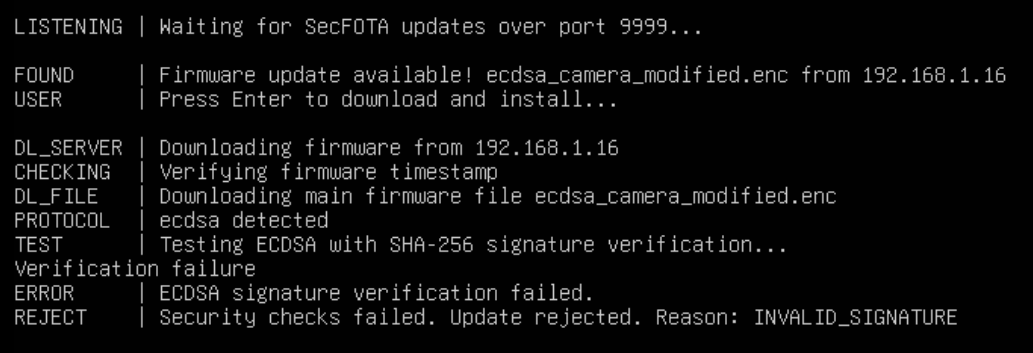 LISTENING | Waiting for SecFOTA updates over port 9999...
FOUND | Firmware update available! ecdsa_camera_modified.enc from 192.168.1.16
USER | Press Enter to download and install...
DL_SERVER | Downloading firmware from 192.168.1.16
CHECKING | Verifying firmware timestamp
DL_FILE | Downloading main firmware file ecdsa_camera_modified.enc
PROTOCOL | ecdsa detected
TEST | Testing ECDSA with SHA-256 signature verification...
Verification failure
ERROR | ECDSA signature verification failed.
REJECT | Security checks failed. Update rejected. Reason: INVALID_SIGNATURE